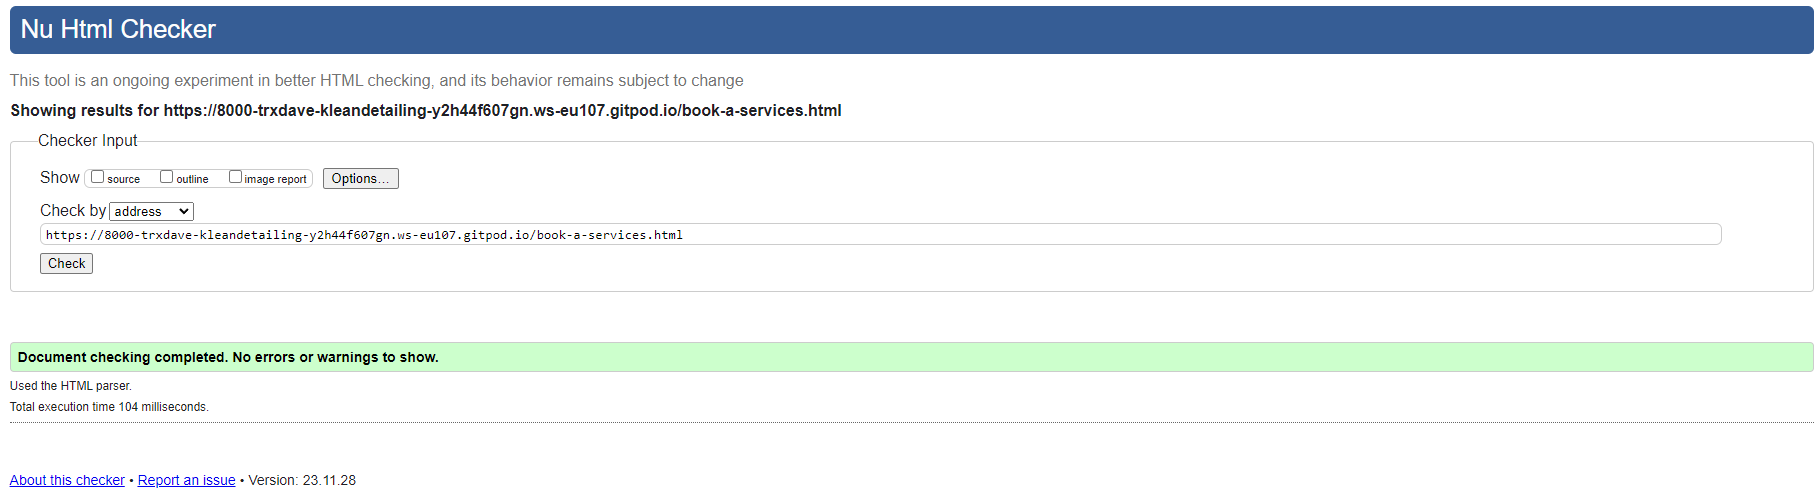 Nu Html Checker
This tool is an ongoing experiment in better HTML checking, and its behavior remains subject to change
Showing results for https://8000-trxdave-kleandetailing-y2h44f607gn.ws-eu107.gitpod.io/book-a-services.html
Checker Input
Show source outline image report Options...
Check by address
https://8000-trxdave-kleandetailing-y2h44f607gn.ws-eu107.gitpod.io/book-a-services.html
Check
Document checking completed. No errors or warnings to show.
Used the HTML parser.
Total execution time 104 milliseconds.
About this checker • Report an issue • Version: 23.11.28